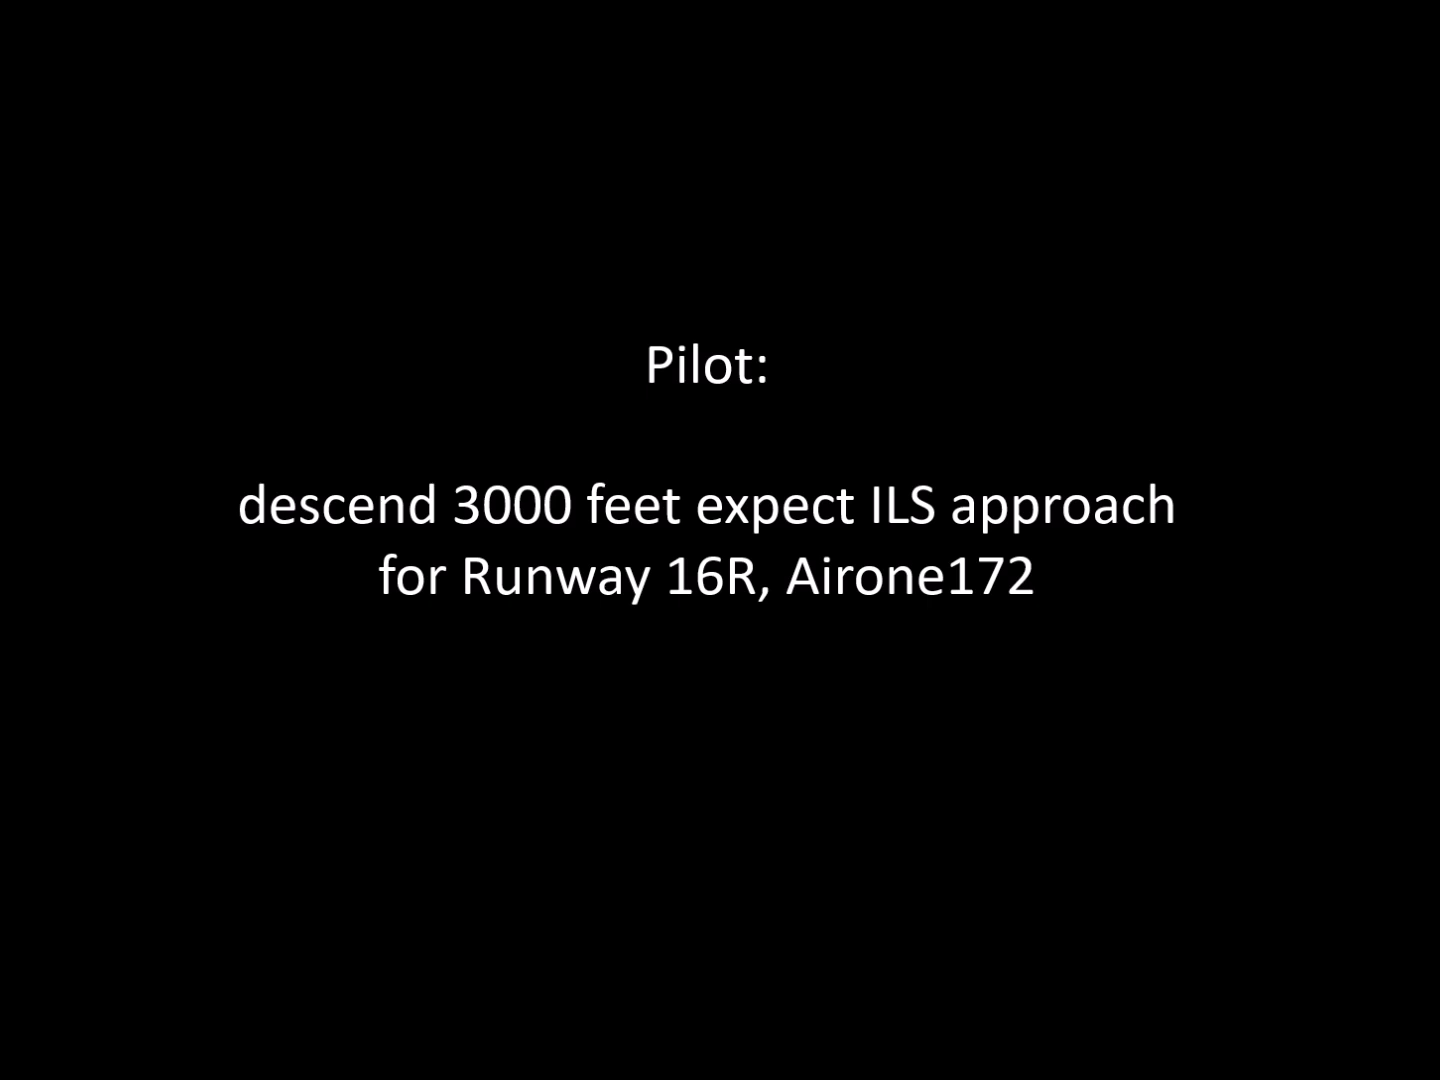 Pilot:
descend 3000 feet expect ILS approach
for Runway 16R, Airone172